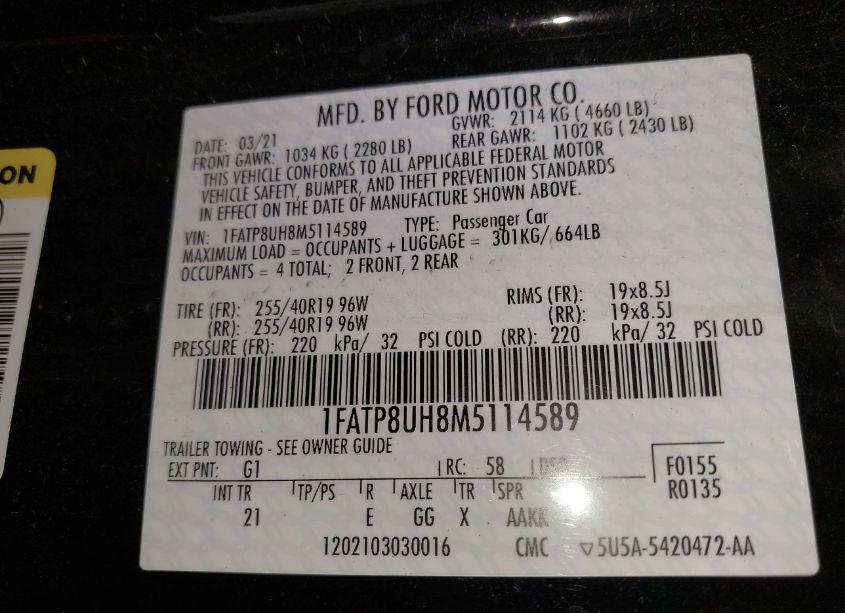 ON
MFD. BY FORD MOTOR CO.
DATE: 03/21 GVWR: 2114 KG ( 4660 LB)
FRONT GAWR: 1034 KG ( 2280 LB) REAR GAWR: 1102 KG ( 2430 LB)
THIS VEHICLE CONFORMS TO ALL APPLICABLE FEDERAL MOTOR
VEHICLE SAFETY, BUMPER, AND THEFT PREVENTION STANDARDS
IN EFFECT ON THE DATE OF MANUFACTURE SHOWN ABOVE.
VIN: 1FATP8UH8M5114589 TYPE: Passenger Car
MAXIMUM LOAD = OCCUPANTS + LUGGAGE = 301KG/ 664LB
OCCUPANTS = 4 TOTAL; 2 FRONT, 2 REAR
TIRE (FR): 255/40R19 96W RIMS (FR): 19x8.5J
(RR): 255/40R19 96W (RR): 19x8.5J
PRESSURE (FR): 220 kPa/ 32 PSI COLD (RR): 220 kPa/ 32 PSI COLD
1FATP8UH8M5114589
TRAILER TOWING - SEE OWNER GUIDE
EXT PNT: G1 RC: 58 DSO F0155
INT TR TP/PS R AXLE TR SPR R0135
21 E GG X AAKK
1202103030016 CMC ▽5U5A-5420472-AA